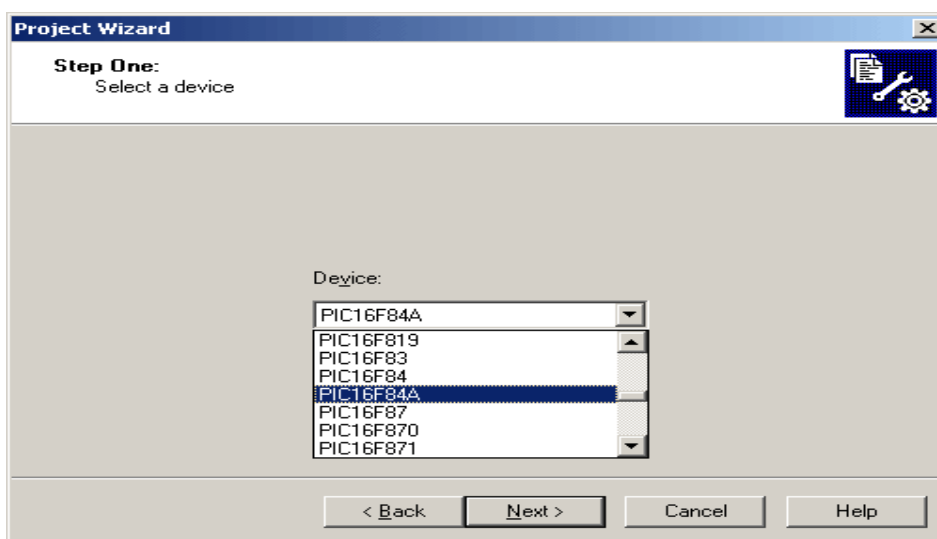 Project Wizard
Step One:
Select a device
Device:
PIC16F84A
PIC16F819
PIC16F83
PIC16F84
PIC16F84A
PIC16F87
PIC16F870
PIC16F871
< Back Next > Cancel Help